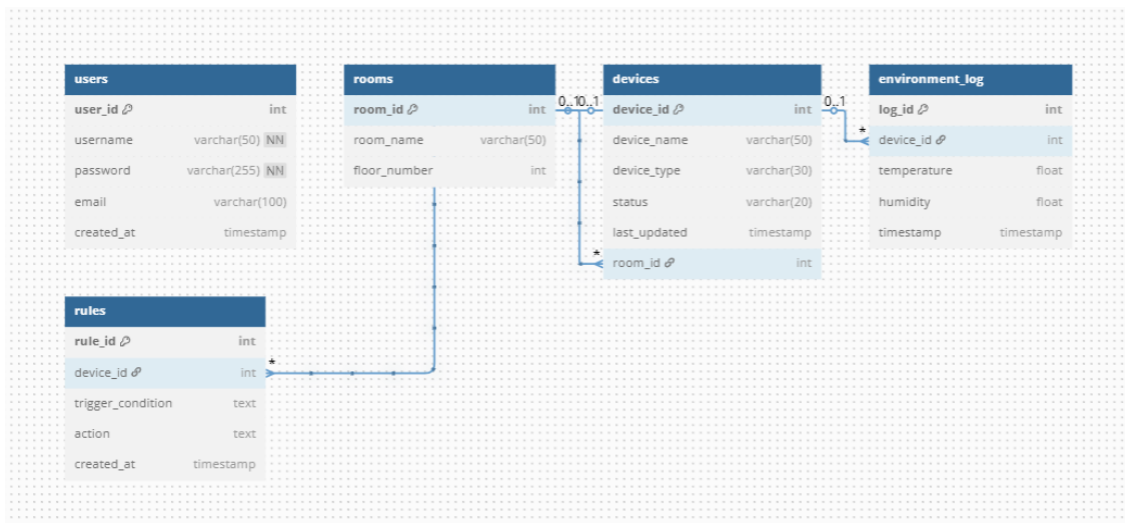 users
user_id int
username varchar(50) NN
password varchar(255) NN
email varchar(100)
created_at timestamp
rooms
room_id int
room_name varchar(50)
floor_number int
0..1 0..1
devices
device_id int
device_name varchar(50)
device_type varchar(30)
status varchar(20)
last_updated timestamp
* room_id int
0..1
*
environment_log
log_id int
device_id int
temperature float
humidity float
timestamp timestamp
rules
rule_id int
device_id int *
trigger_condition text
action text
created_at timestamp